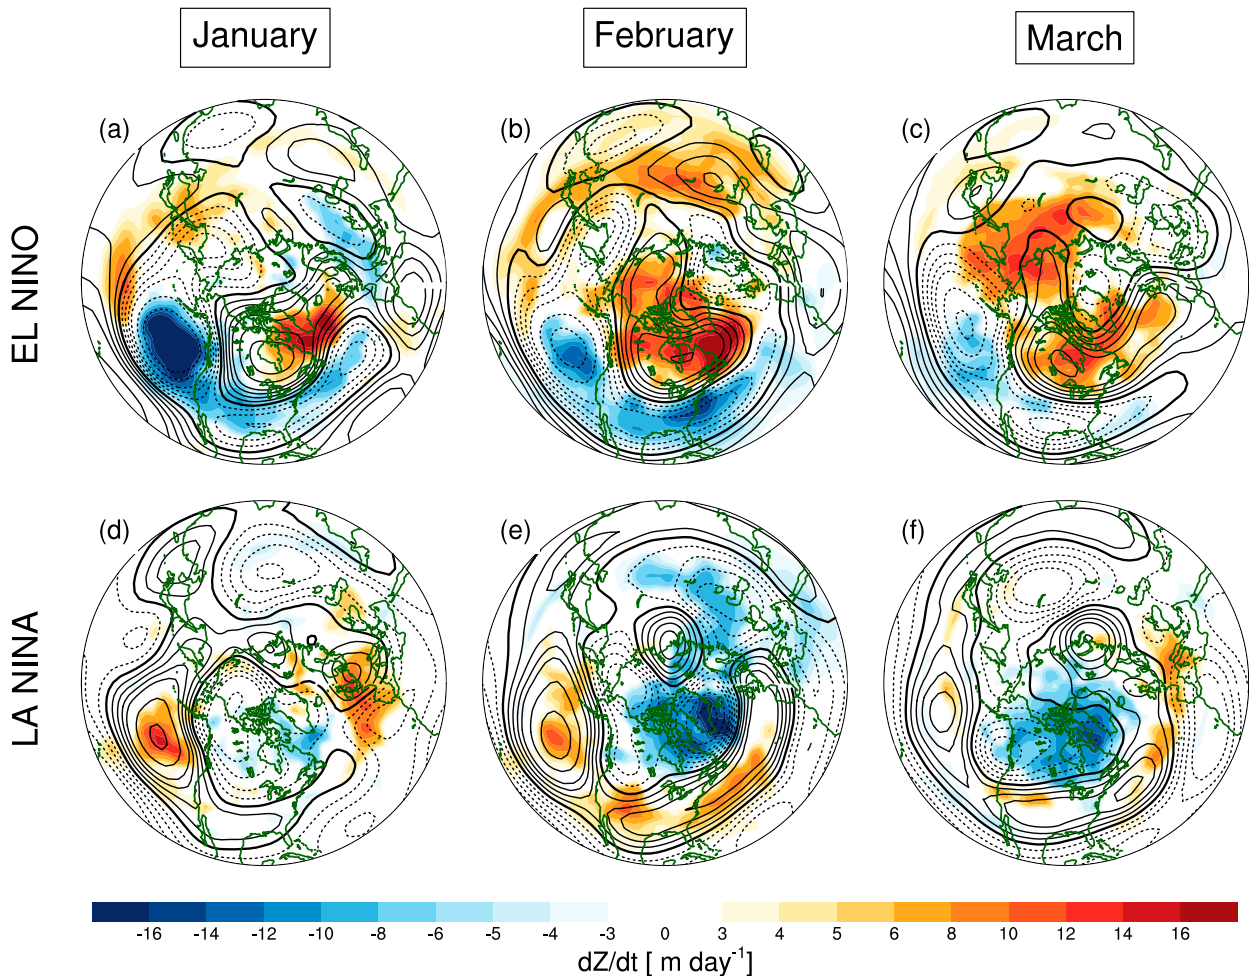 January February March
EL NINO
(a) (b) (c)
LA NINA
(d) (e) (f)
-16 -14 -12 -10 -8 -6 -5 -4 -3 0 3 4 5 6 8 10 12 14 16
dZ/dt [ m day⁻¹]